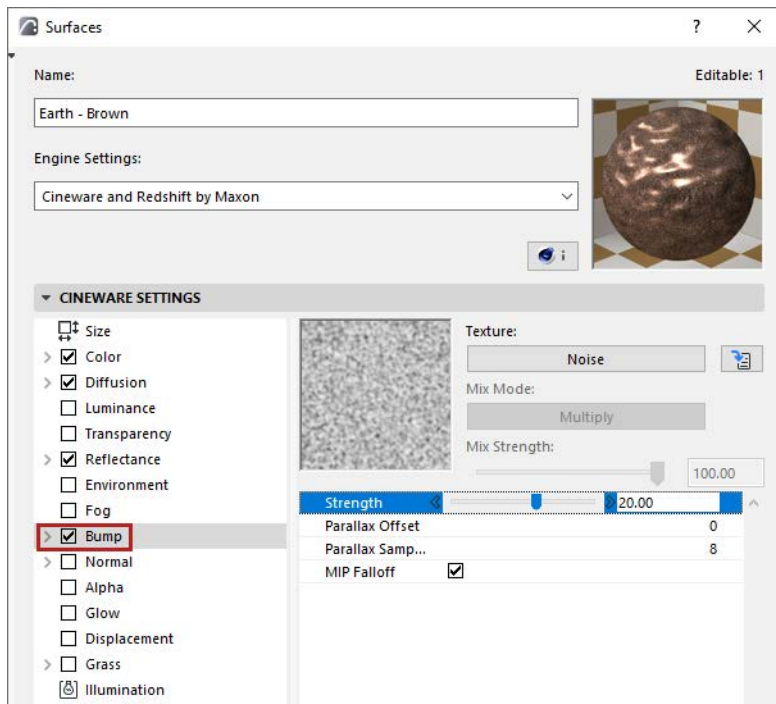 Surfaces
?
Name:
Editable: 1
Earth - Brown
Engine Settings:
Cineware and Redshift by Maxon
i
CINEWARE SETTINGS
Size
Color
Diffusion
Luminance
Transparency
Reflectance
Environment
Fog
Bump
Normal
Alpha
Glow
Displacement
Grass
Illumination
Texture:
Noise
Mix Mode:
Multiply
Mix Strength:
100.00
Strength 20.00
Parallax Offset 0
Parallax Samp... 8
MIP Falloff